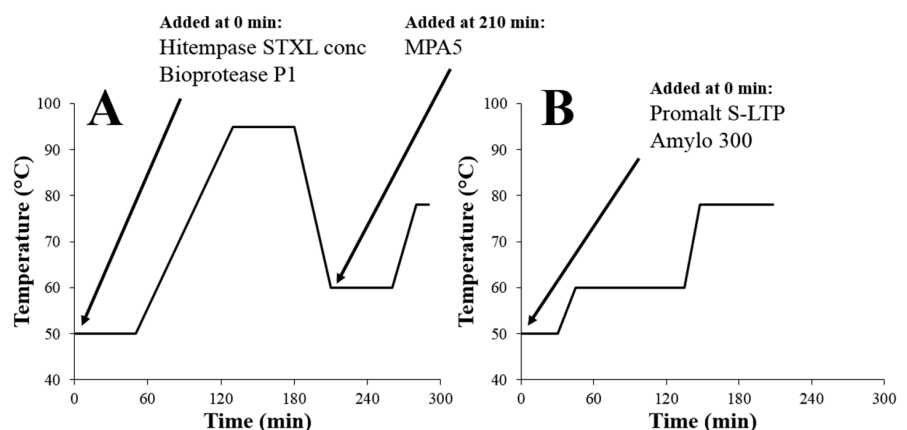 Added at 0 min:
Hitempase STXL conc
Bioprotease P1
Added at 210 min:
MPA5
A
100
90
80
70
60
50
40
Temperature (°C)
0 60 120 180 240 300
Time (min)
Added at 0 min:
Promalt S-LTP
Amylo 300
B
100
90
80
70
60
50
40
Temperature (°C)
0 60 120 180 240 300
Time (min)